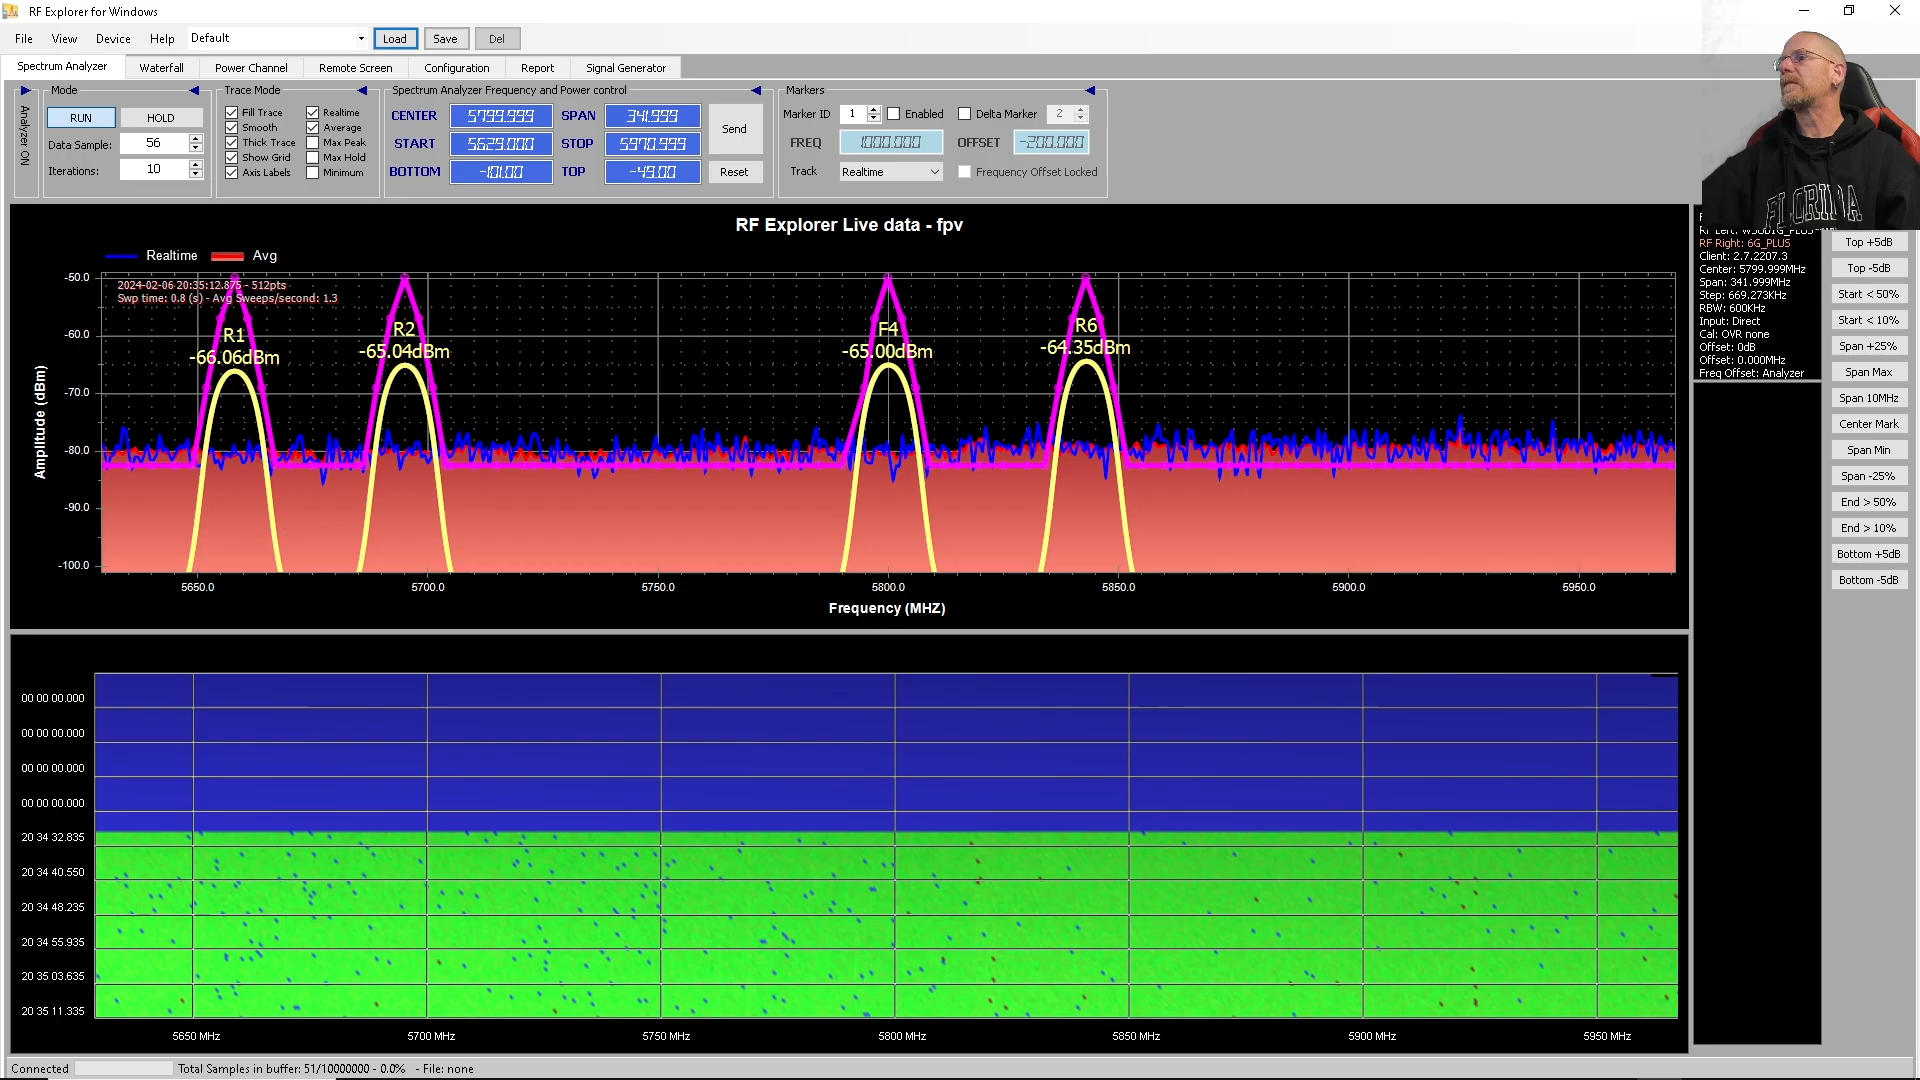 RF Explorer for Windows
File View Device Help Default Load Save Del
Spectrum Analyzer Waterfall Power Channel Remote Screen Configuration Report Signal Generator
Analyzer ON
Mode
RUN HOLD
Data Sample: 56
Iterations: 10
Trace Mode
Fill Trace Realtime
Smooth Average
Thick Trace Max Peak
Show Grid Max Hold
Axis Labels Minimum
Spectrum Analyzer Frequency and Power control
CENTER 5799.999 SPAN 341.999
START 5629.000 STOP 5970.999
BOTTOM -101.00 TOP -49.00
Send
Reset
Markers
Marker ID 1 Enabled Delta Marker 2
FREQ 1000.000 OFFSET -200.000
Track Realtime Frequency Offset Locked
FLORIDA
RF Explorer Live data - fpv
Realtime Avg
2024-02-06 20:35:12.875 - 512pts
Swp time: 0.8 (s) - Avg Sweeps/second: 1.3
R1
-66.06dBm
R2
-65.04dBm
F4
-65.00dBm
R6
-64.35dBm
Amplitude (dBm)
-50.0
-60.0
-70.0
-80.0
-90.0
-100.0
5650.0 5700.0 5750.0 5800.0 5850.0 5900.0 5950.0
Frequency (MHZ)
RF Right: 6G_PLUS
Client: 2.7.2207.3
Center: 5799.999MHz
Span: 341.999MHz
Step: 669.273KHz
RBW: 600KHz
Input: Direct
Cal: OVR none
Offset: 0dB
Offset: 0.000MHz
Freq Offset: Analyzer
Top +5dB
Top -5dB
Start < 50%
Start < 10%
Span +25%
Span Max
Span 10MHz
Center Mark
Span Min
Span -25%
End > 50%
End > 10%
Bottom +5dB
Bottom -5dB
00 00 00.000
00 00 00.000
00 00 00.000
00 00 00.000
20 34 32.835
20 34 40.550
20 34 48.235
20 34 55.935
20 35 03.635
20 35 11.335
5650 MHz 5700 MHz 5750 MHz 5800 MHz 5850 MHz 5900 MHz 5950 MHz
Connected Total Samples in buffer: 51/10000000 - 0.0% - File: none